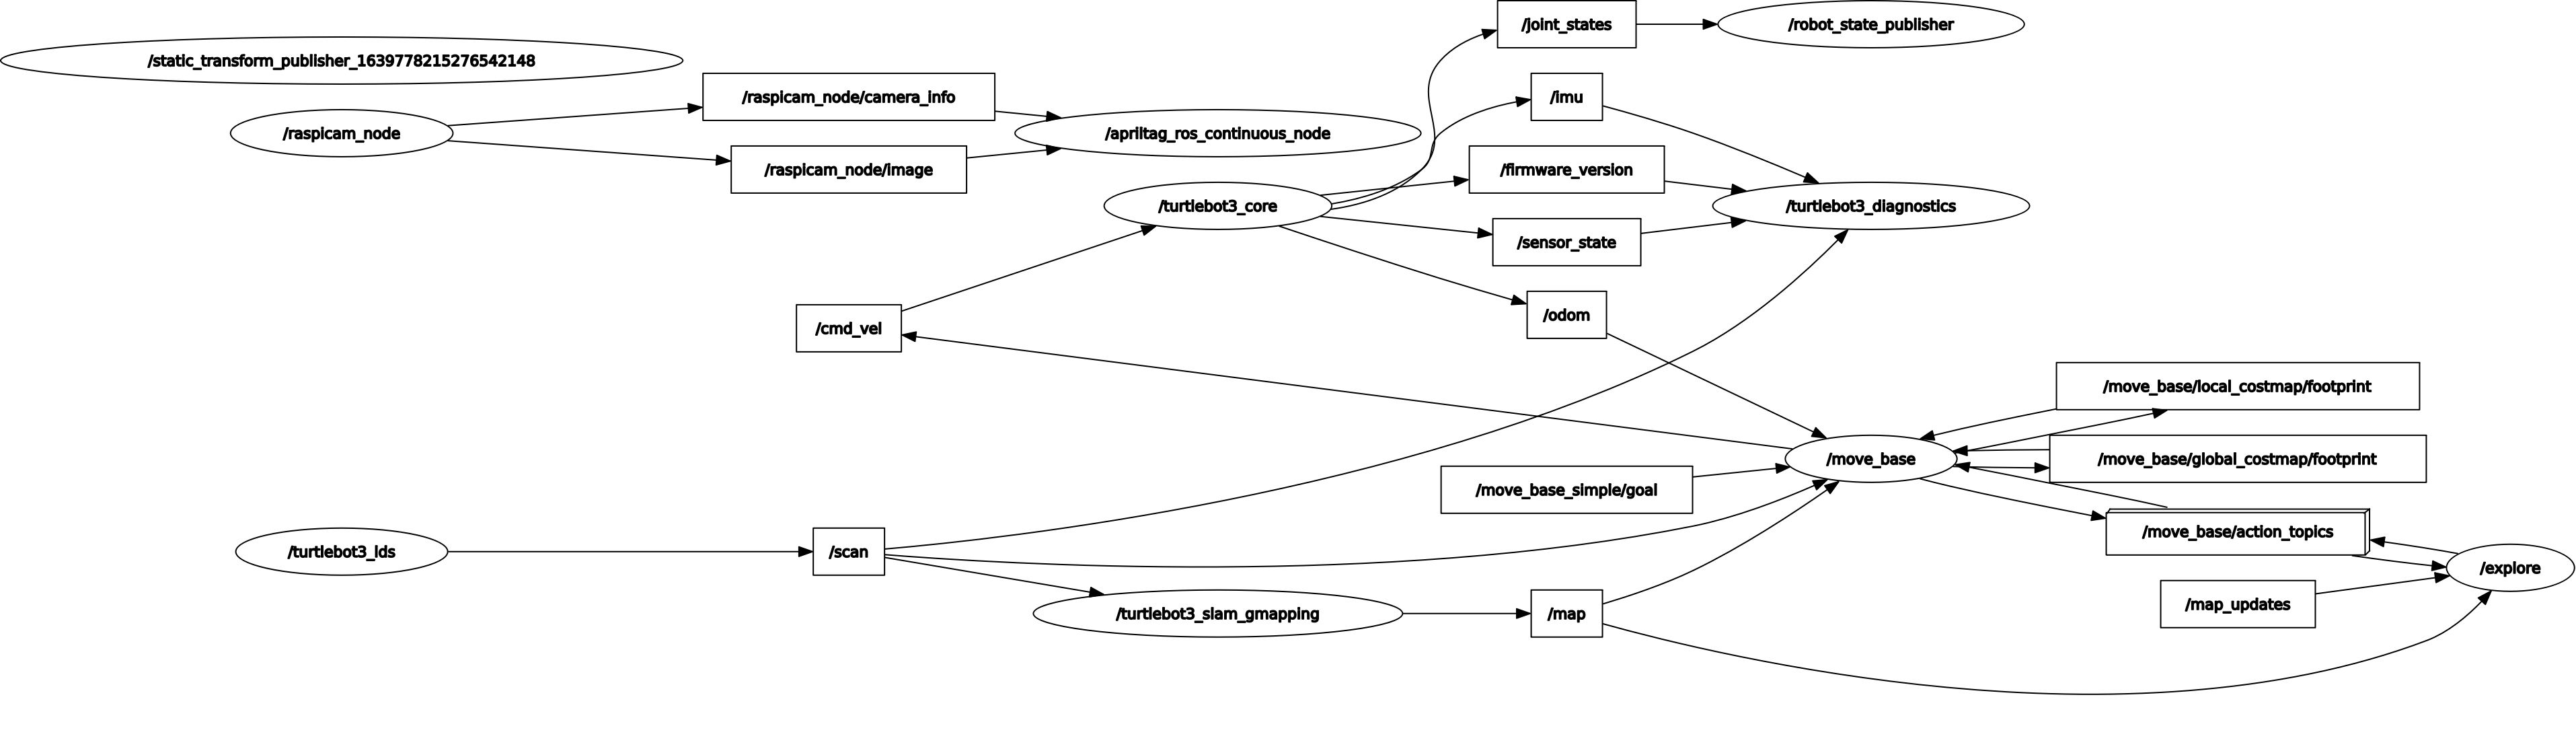 /joint_states
/robot_state_publisher
/static_transform_publisher_1639778215276542148
/raspicam_node/camera_info
/imu
/raspicam_node
/apriltag_ros_continuous_node
/raspicam_node/image
/firmware_version
/turtlebot3_core
/turtlebot3_diagnostics
/sensor_state
/odom
/cmd_vel
/move_base/local_costmap/footprint
/move_base
/move_base/global_costmap/footprint
/move_base_simple/goal
/move_base/action_topics
/turtlebot3_lds
/scan
/explore
/map_updates
/turtlebot3_slam_gmapping
/map